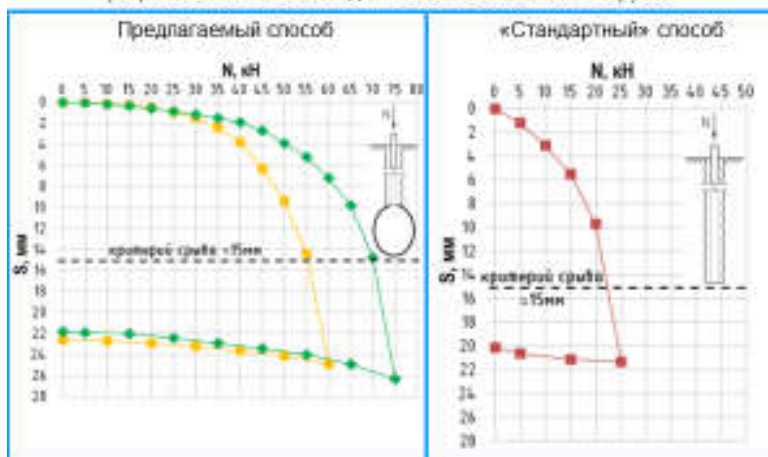 Предлагаемый способ
N, кН
0 5 10 15 20 25 30 35 40 45 50 55 60 65 70 75 80
0
2
4
6
8
10
12
14
16
18
20
22
24
26
28
S, мм
N
критерий срыва =15мм
«Стандартный» способ
N, кН
0 5 10 15 20 25 30 35 40 45 50
0
2
4
6
8
10
12
14
16
18
20
22
24
26
28
S, мм
N
критерий срыва
=15мм